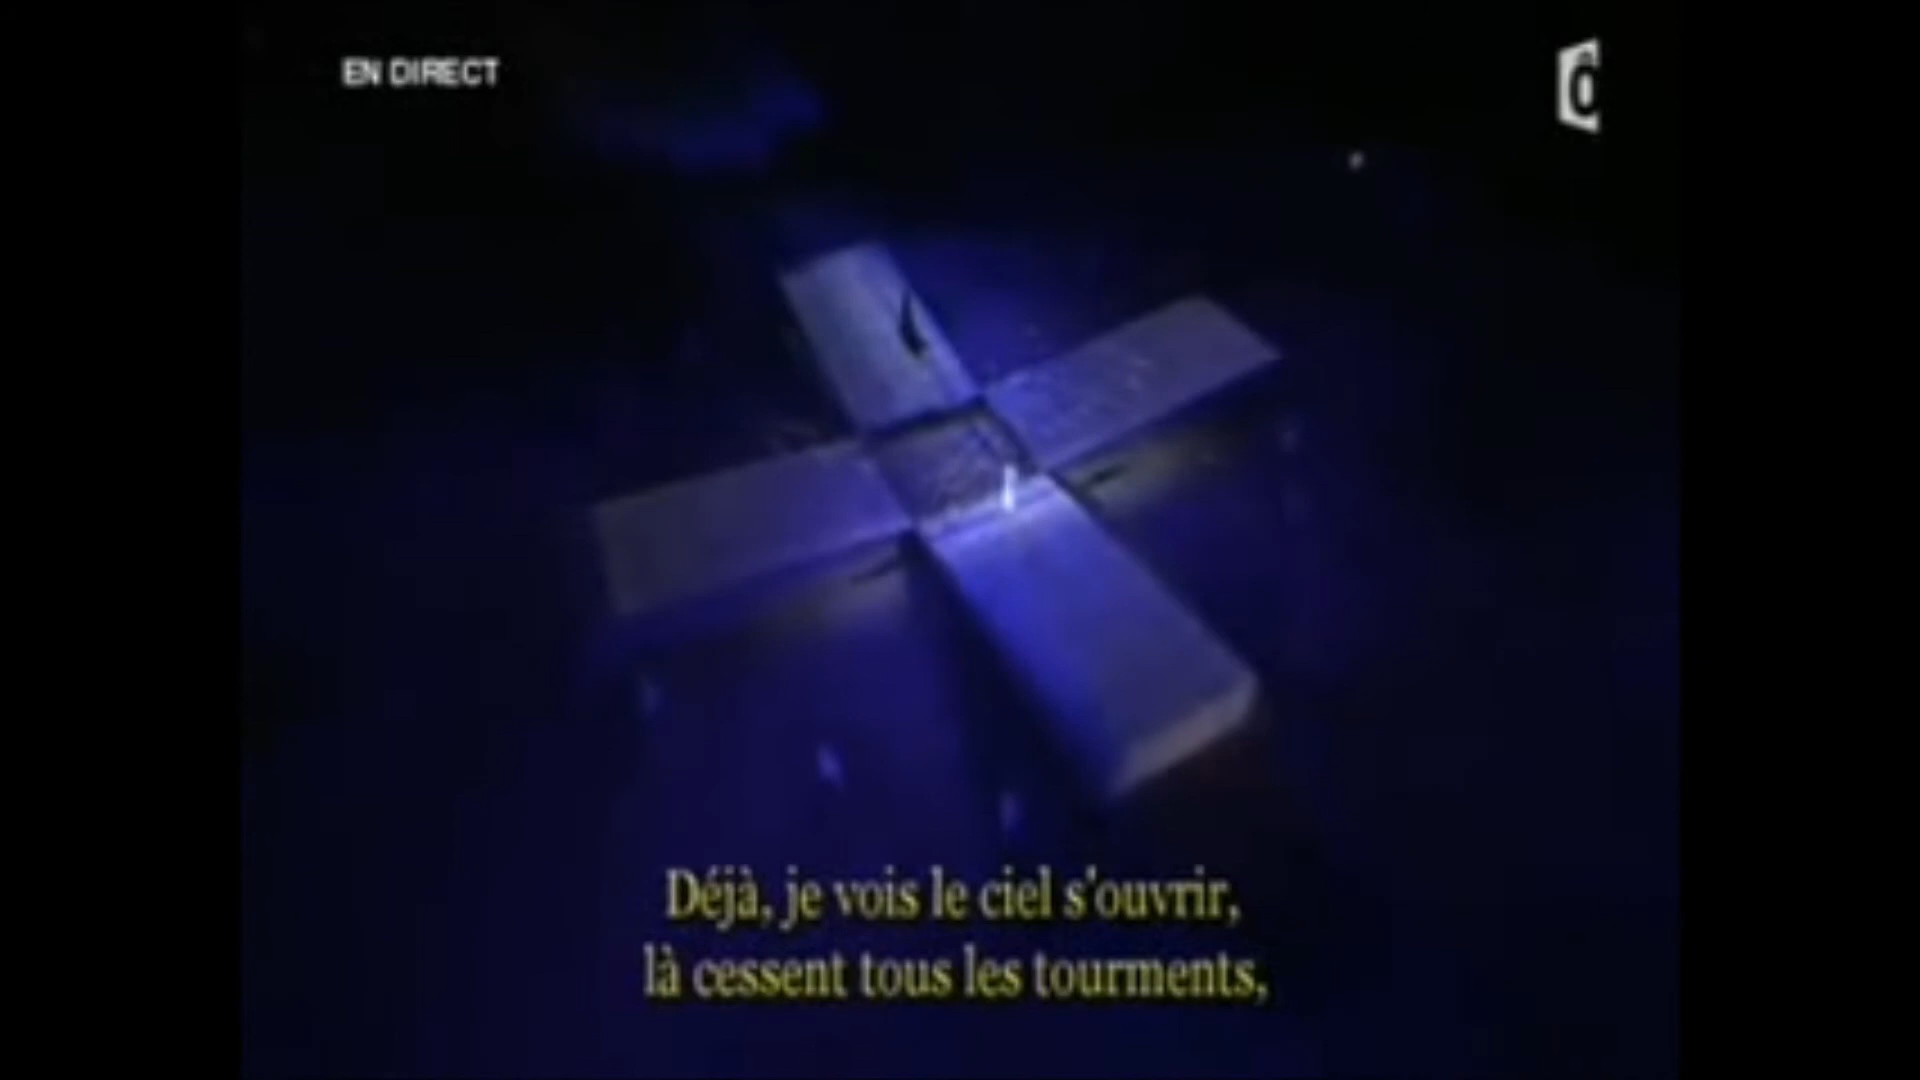 EN DIRECT
Ô
Déjà, je vois le ciel s'ouvrir,
là cessent tous les tourments,